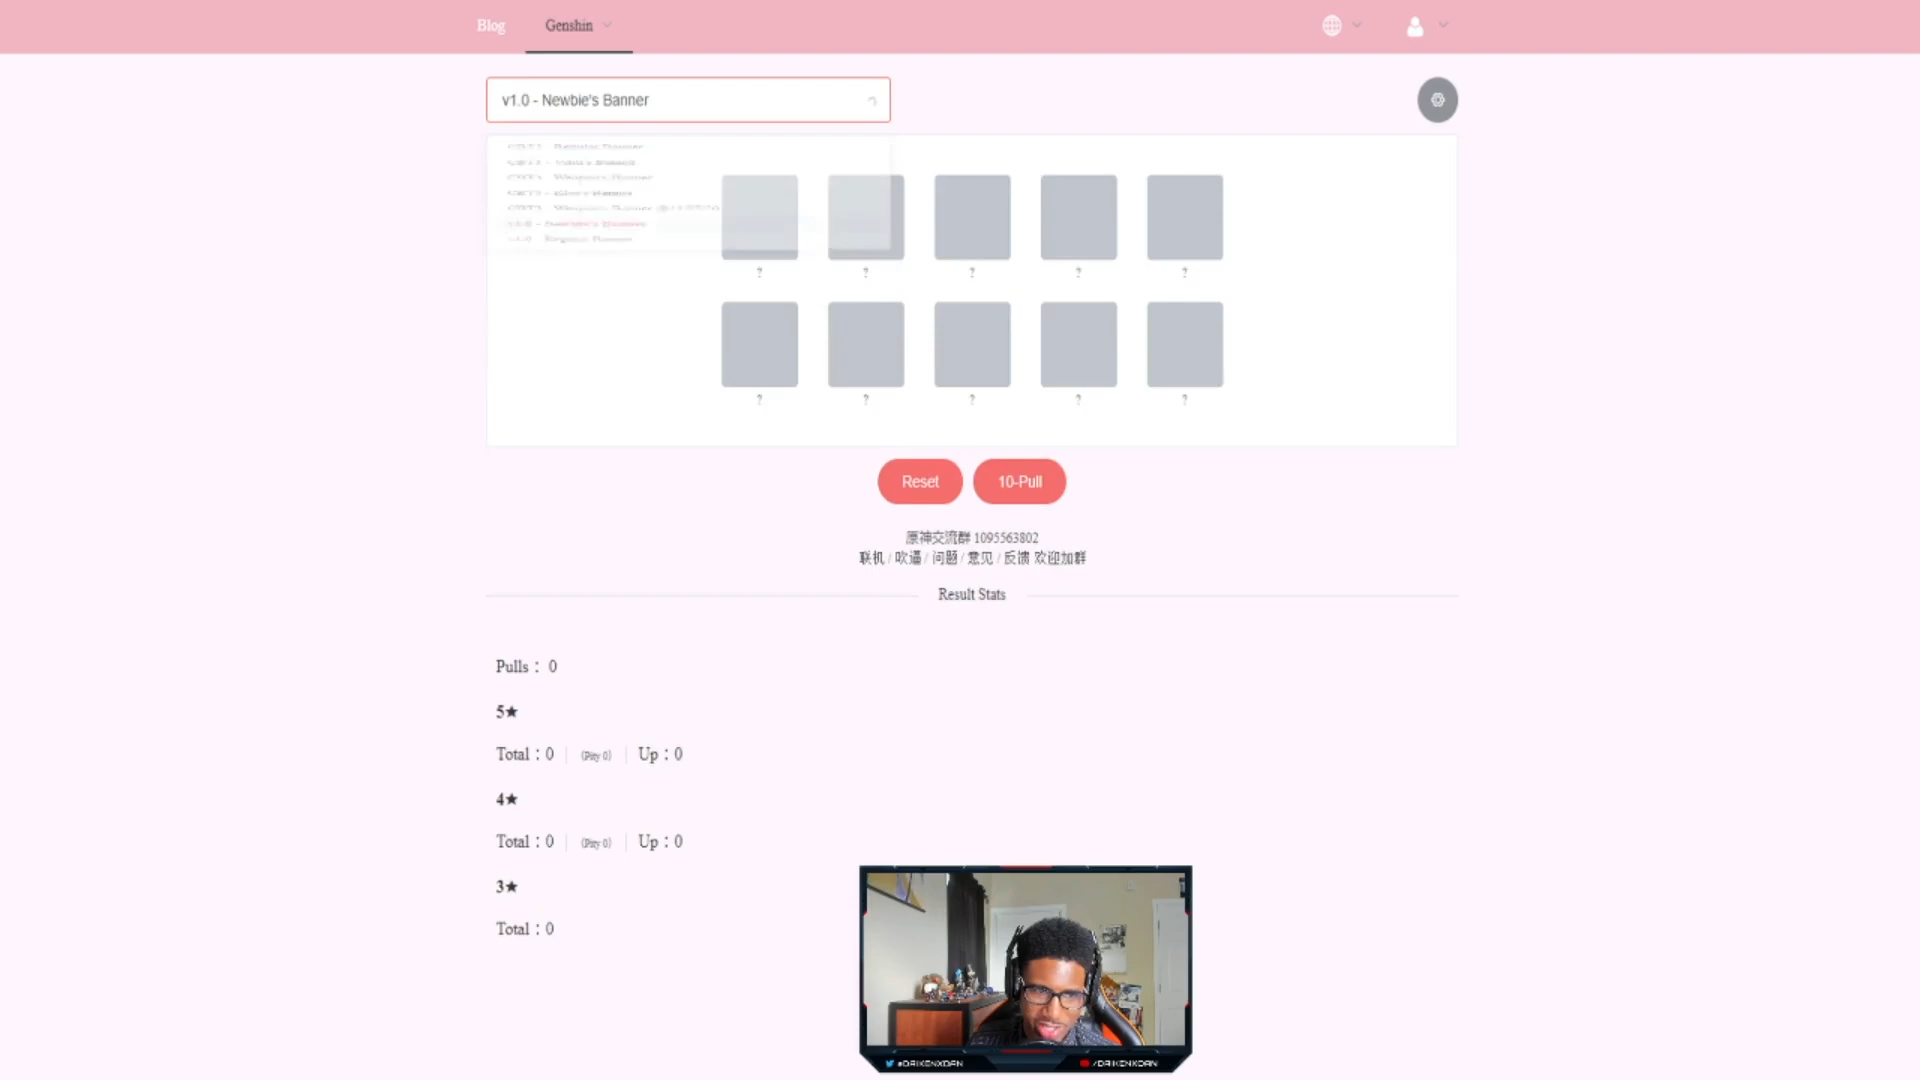 Blog
Genshin
v1.0 - Newbie's Banner
? ? ? ? ?
? ? ? ? ?
Reset
10-Pull
原神交流群 1095563802
联机 / 吹逼 / 问题 / 意见 / 反馈 欢迎加群
Result Stats
Pulls： 0
5★
Total：0 (Pity 0) Up：0
4★
Total：0 (Pity 0) Up：0
3★
Total：0
@DAIKENXDAN
/DAIKENXDAN